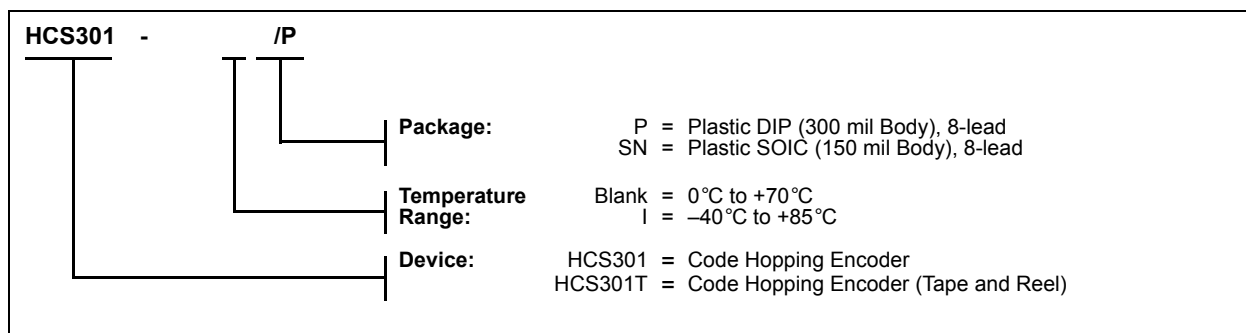 HCS301 - /P
Package: P = Plastic DIP (300 mil Body), 8-lead
SN = Plastic SOIC (150 mil Body), 8-lead
Temperature Blank = 0°C to +70°C
Range: I = –40°C to +85°C
Device: HCS301 = Code Hopping Encoder
HCS301T = Code Hopping Encoder (Tape and Reel)